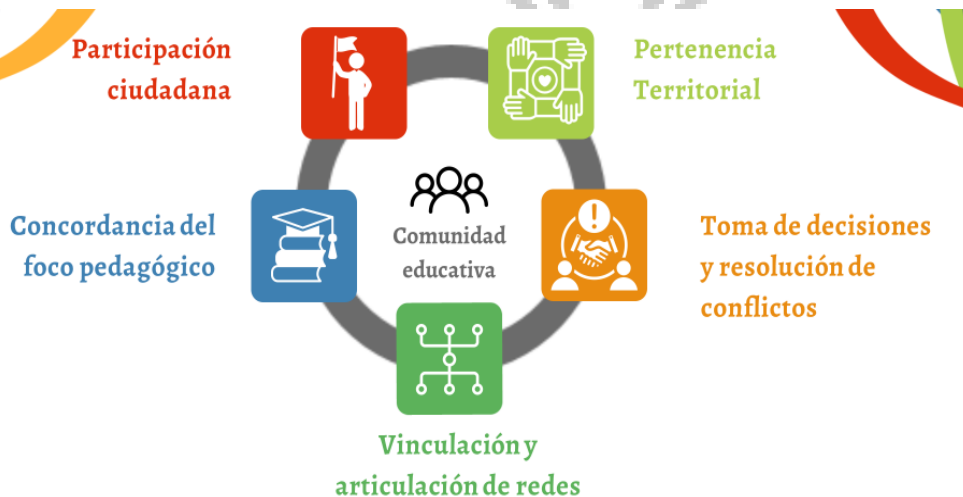 Participación
ciudadana
Pertenencia
Territorial
Concordancia del
foco pedagógico
Comunidad
educativa
Toma de decisiones
y resolución de
conflictos
Vinculación y
articulación de redes